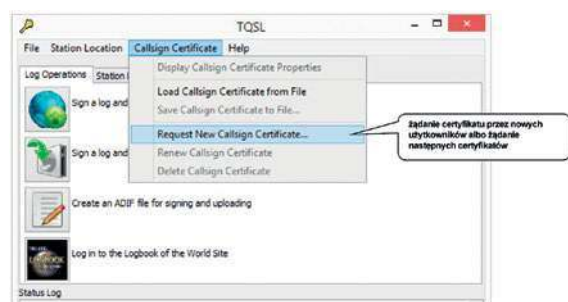 TQSL
File Station Location Callsign Certificate Help
Display Callsign Certificate Properties
Load Callsign Certificate from File
Save Callsign Certificate to File...
Request New Callsign Certificate...
Renew Callsign Certificate
Delete Callsign Certificate
żądanie certyfikatu przez nowych
użytkowników albo żądanie
następnych certyfikatów
Log Operations Station
Sign a log and
Sign a log and
Create an ADIF file for signing and uploading
Log in to the Logbook of the World Site
Status Log